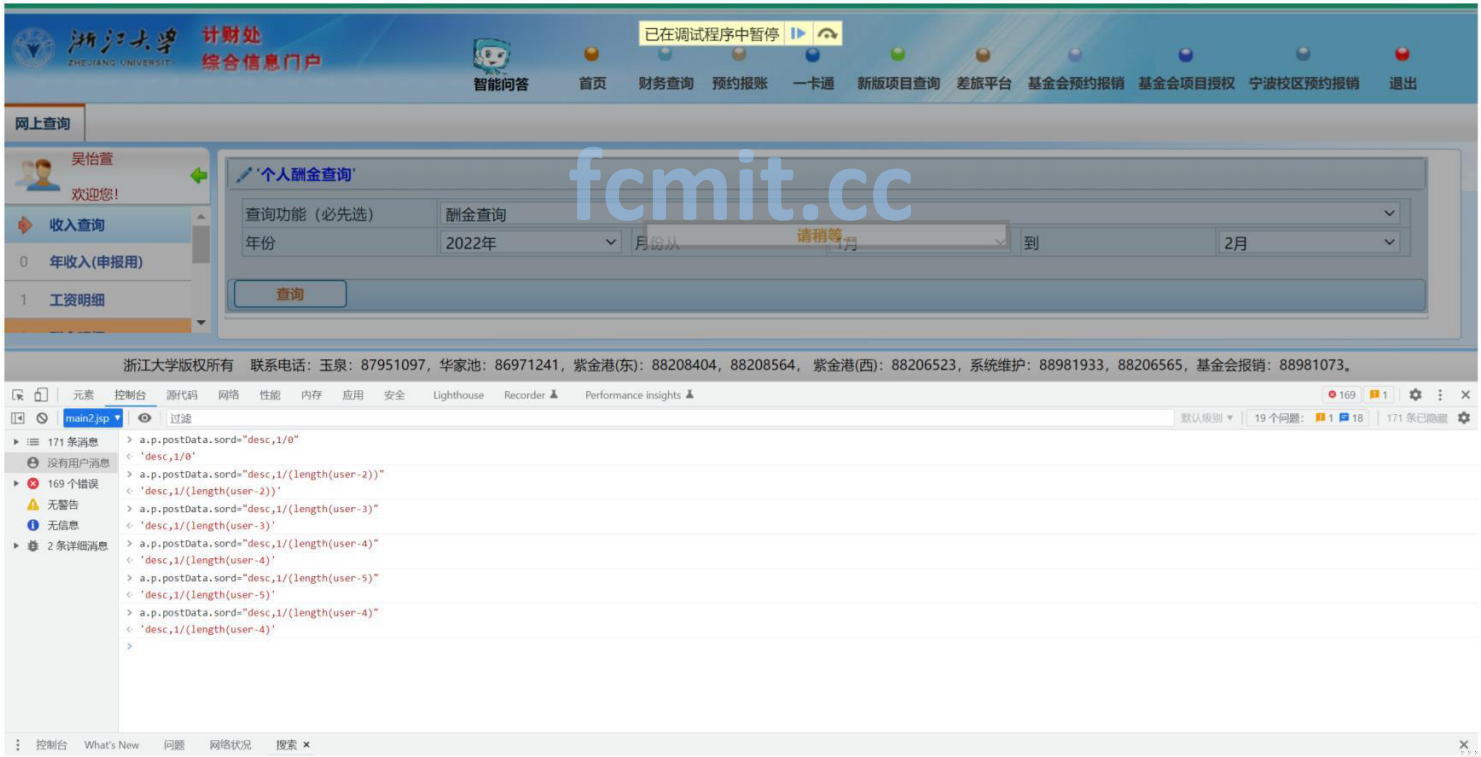 已在调试程序中暂停
浙江大学
ZHEJIANG UNIVERSITY
计财处
综合信息门户
智能问答 首页 财务查询 预约报账 一卡通 新版项目查询 差旅平台 基金会预约报销 基金会项目授权 宁波校区预约报销 退出
网上查询
吴怡萱
欢迎您!
收入查询
0 年收入(申报用)
1 工资明细
'个人酬金查询'
fcmit.cc
查询功能（必先选） 酬金查询
年份 2022年 月份从 1月 到 2月
请稍等...
查询
浙江大学版权所有 联系电话：玉泉：87951097，华家池：86971241，紫金港(东)：88208404，88208564， 紫金港(西)：88206523，系统维护：88981933，88206565，基金会报销：88981073。
元素 控制台 源代码 网络 性能 内存 应用 安全 Lighthouse Recorder Performance insights 169 1
main2.jsp 过滤 默认级别 19 个问题： 1 18 171 条已隐藏
171 条消息
没有用户消息
169 个错误
无警告
无信息
2 条详细消息
> a.p.postData.sord="desc,1/0"
< 'desc,1/0'
> a.p.postData.sord="desc,1/(length(user-2))"
< 'desc,1/(length(user-2))'
> a.p.postData.sord="desc,1/(length(user-3)"
< 'desc,1/(length(user-3)'
> a.p.postData.sord="desc,1/(length(user-4)"
< 'desc,1/(length(user-4)'
> a.p.postData.sord="desc,1/(length(user-5)"
< 'desc,1/(length(user-5)'
> a.p.postData.sord="desc,1/(length(user-4)"
< 'desc,1/(length(user-4)'
>
控制台 What's New 问题 网络状况 搜索